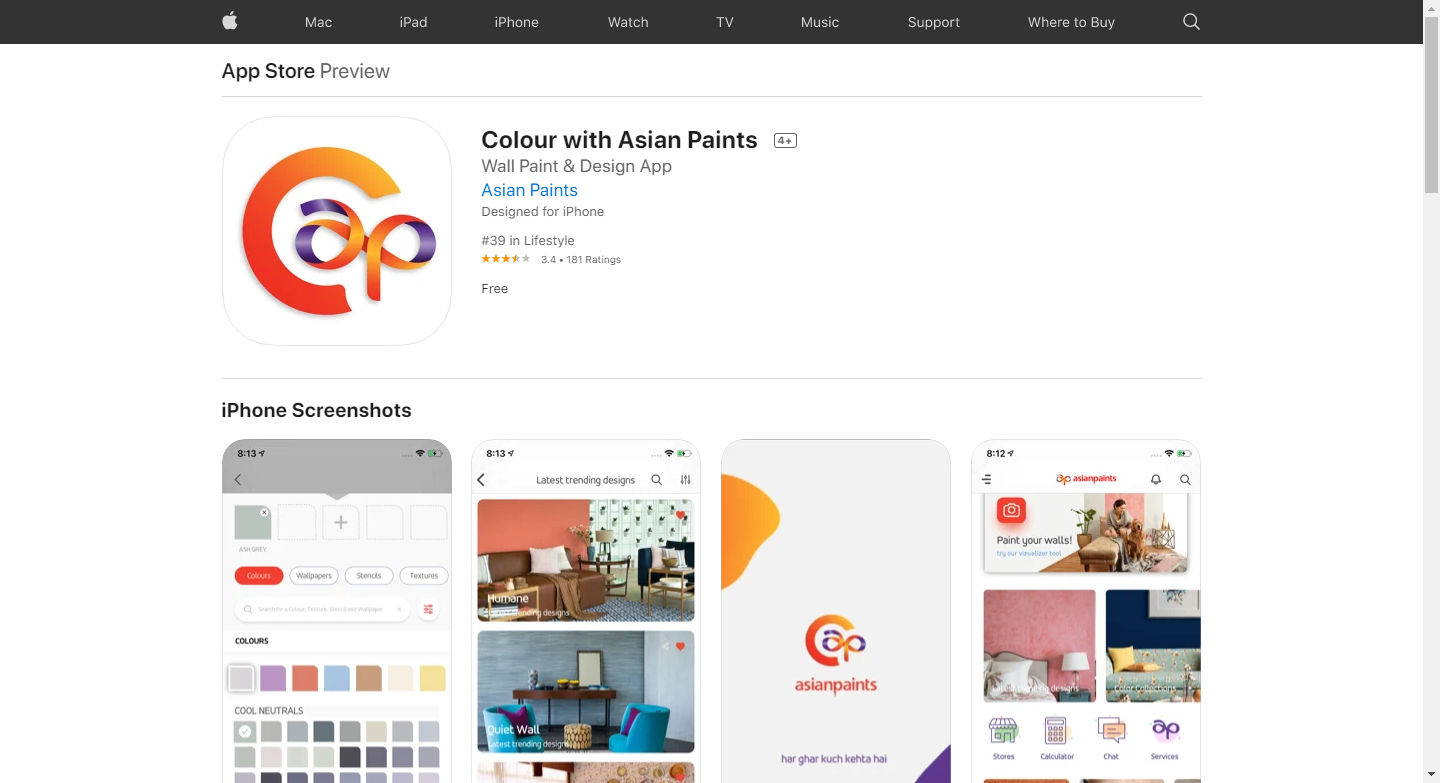 Mac iPad iPhone Watch TV Music Support Where to Buy
App Store Preview
Colour with Asian Paints 4+
Wall Paint & Design App
Asian Paints
Designed for iPhone
#39 in Lifestyle
3.4 • 181 Ratings
Free
iPhone Screenshots
8:13
ASH GREY
Colours Wallpapers Stencils Textures
Search for a Colour, Texture, Stencil and Wallpaper
COLOURS
COOL NEUTRALS
8:13
Latest trending designs
Humane
Latest trending designs
Quiet Wall
Latest trending designs
ap
asianpaints
har ghar kuch kehta hai
8:12
ap asianpaints
Paint your walls!
try our visualizer tool
Latest trending designs Color Collections
Stores Calculator Chat Services